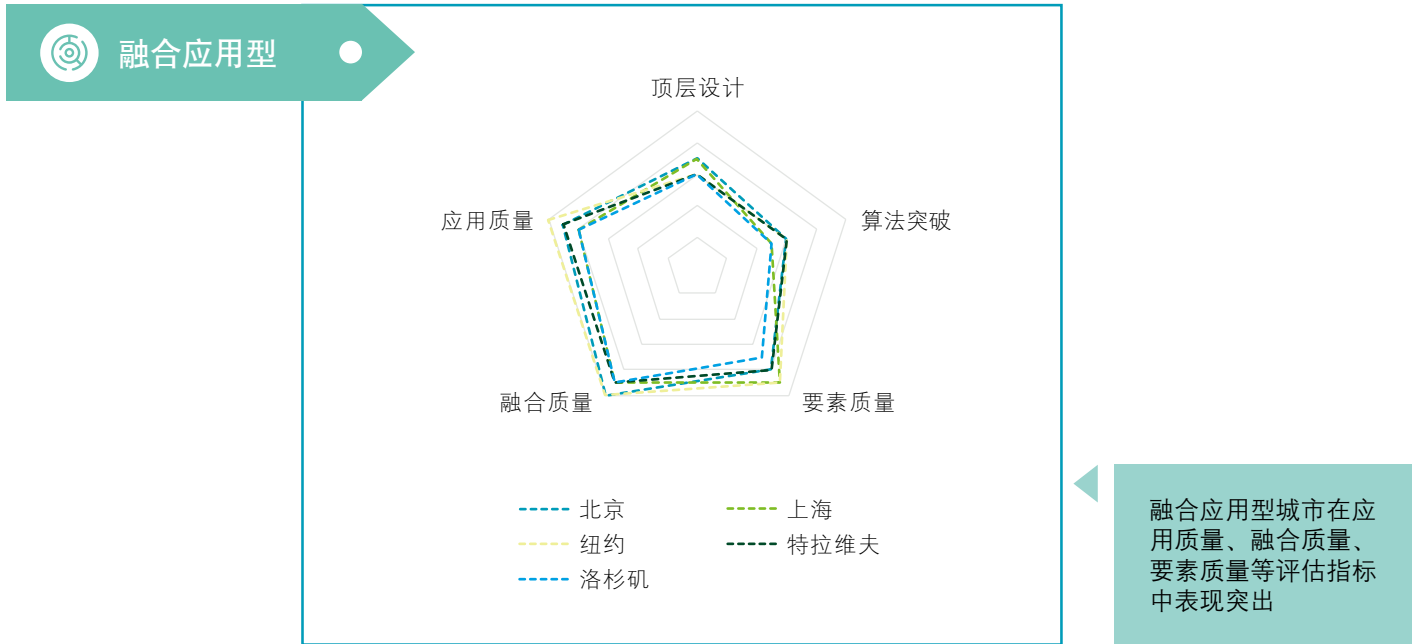 融合应用型
顶层设计
应用质量
算法突破
融合质量
要素质量
北京
上海
纽约
特拉维夫
洛杉矶
融合应用型城市在应
用质量、融合质量、
要素质量等评估指标
中表现突出